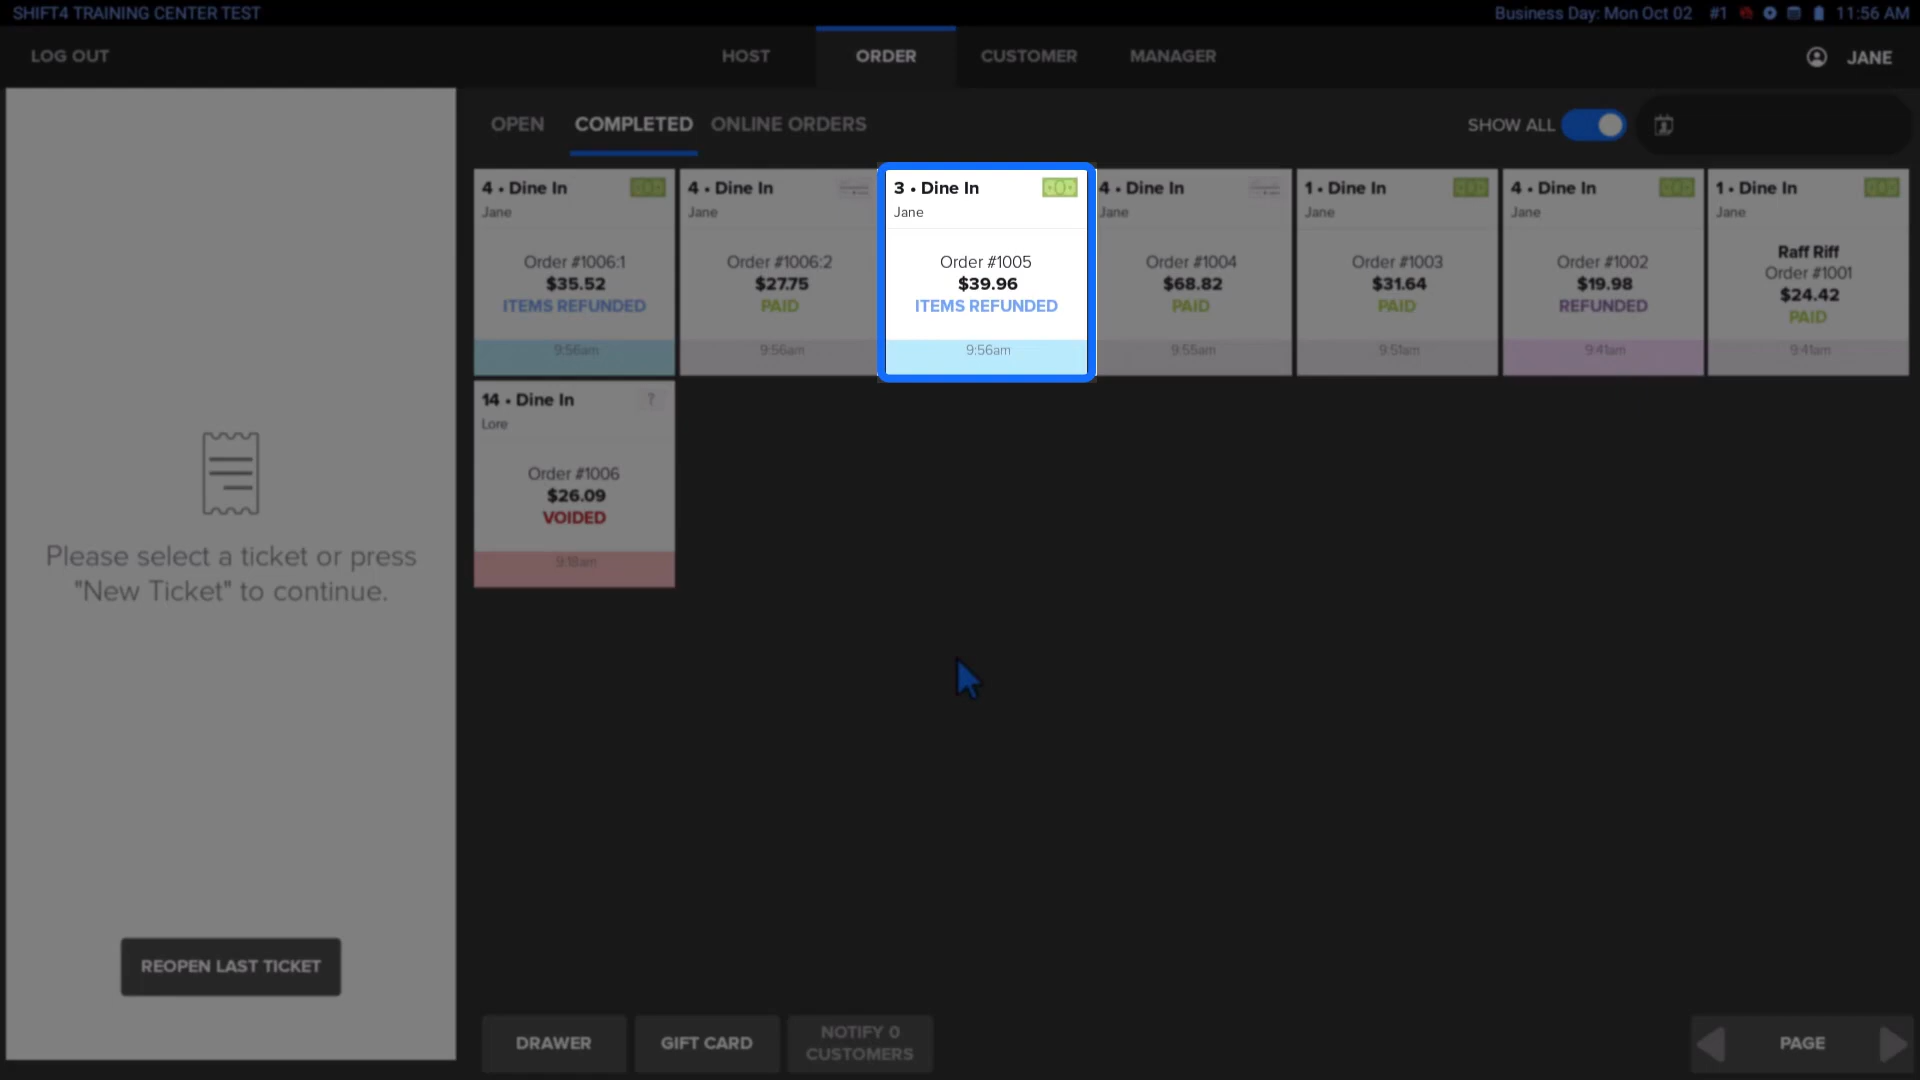 SHIFT4 TRAINING CENTER TEST
Business Day: Mon Oct 02 #1 11:56 AM
LOG OUT
HOST
ORDER
CUSTOMER
MANAGER
JANE
OPEN
COMPLETED
ONLINE ORDERS
SHOW ALL
4 • Dine In
Jane
Order #1006:1
$35.52
ITEMS REFUNDED
9:56am
4 • Dine In
Jane
Order #1006:2
$27.75
PAID
9:56am
3 • Dine In
Jane
Order #1005
$39.96
ITEMS REFUNDED
9:56am
4 • Dine In
Jane
Order #1004
$68.82
PAID
9:55am
1 • Dine In
Jane
Order #1003
$31.64
PAID
9:51am
4 • Dine In
Jane
Order #1002
$19.98
REFUNDED
9:41am
1 • Dine In
Jane
Raff Riff
Order #1001
$24.42
PAID
9:41am
14 • Dine In
?
Lore
Order #1006
$26.09
VOIDED
9:18am
Please select a ticket or press
"New Ticket" to continue.
REOPEN LAST TICKET
DRAWER
GIFT CARD
NOTIFY 0
CUSTOMERS
PAGE